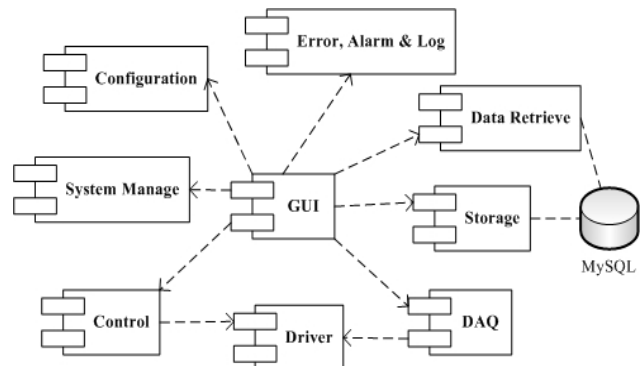 Error, Alarm & Log
Configuration
Data Retrieve
System Manage
GUI
Storage
MySQL
Control
Driver
DAQ